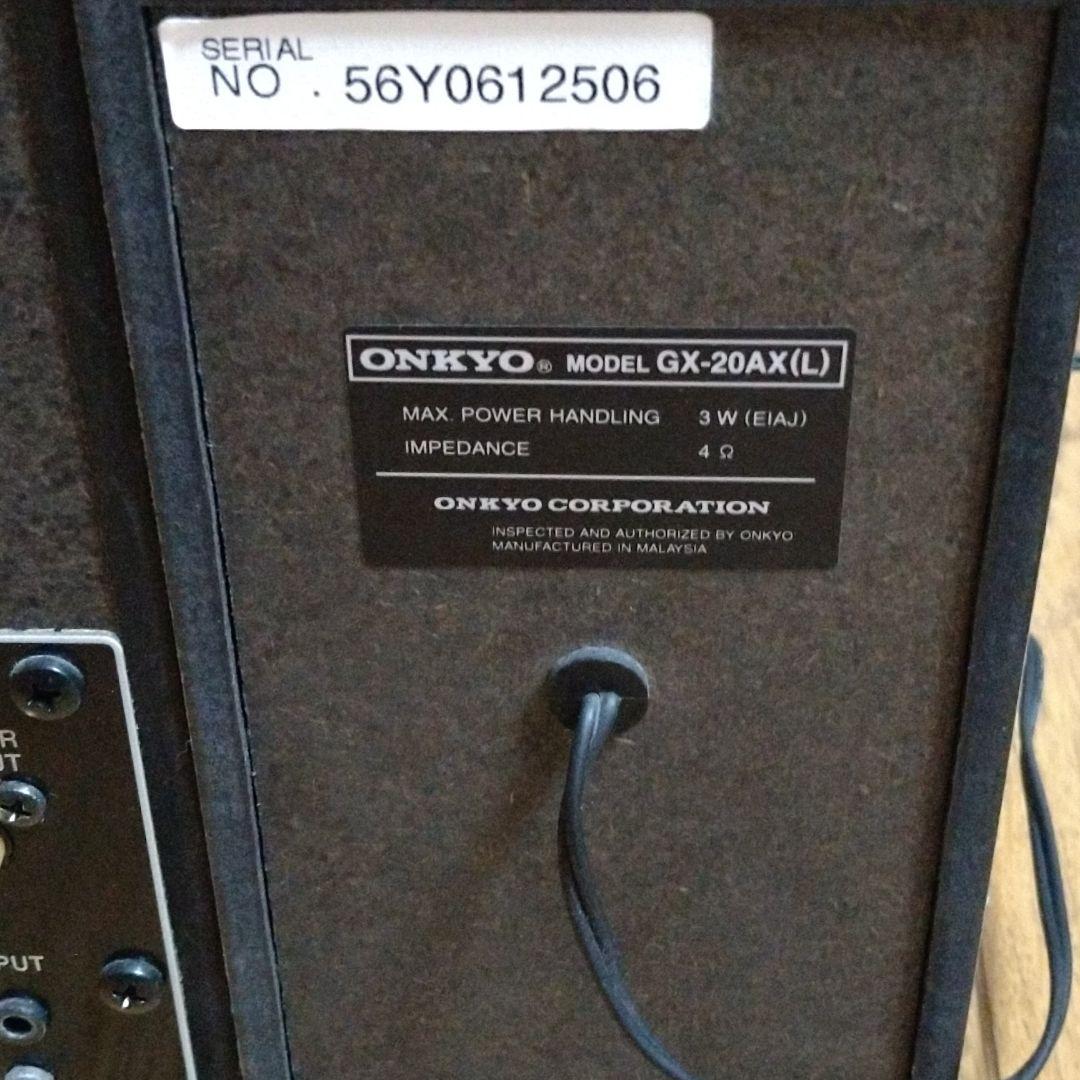 SERIAL
NO. 56Y0612506
ONKYO® MODEL GX-20AX(L)
MAX. POWER HANDLING 3 W (EIAJ)
IMPEDANCE 4 Ω
ONKYO CORPORATION
INSPECTED AND AUTHORIZED BY ONKYO
MANUFACTURED IN MALAYSIA
R
UT
PUT